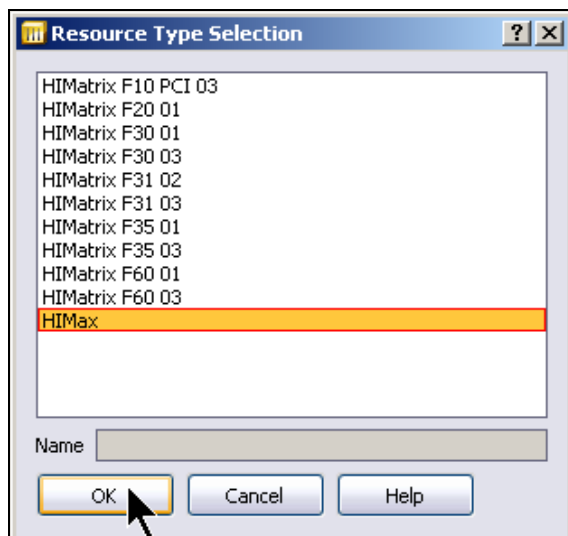 Resource Type Selection
HIMatrix F10 PCI 03
HIMatrix F20 01
HIMatrix F30 01
HIMatrix F30 03
HIMatrix F31 02
HIMatrix F31 03
HIMatrix F35 01
HIMatrix F35 03
HIMatrix F60 01
HIMatrix F60 03
HIMax
Name
OK Cancel Help